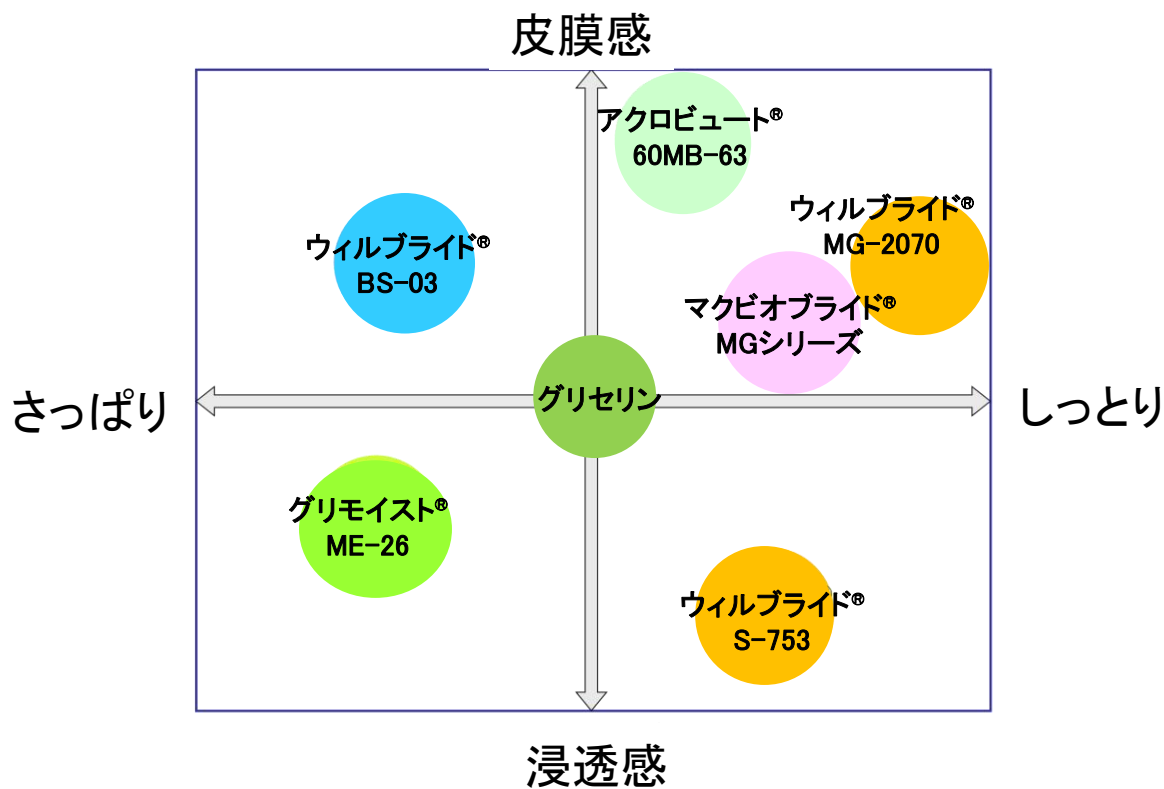 皮膜感
アクロビュート®
60MB-63
ウィルブライド®
MG-2070
ウィルブライド®
BS-03
マクビオブライド®
MGシリーズ
グリセリン
さっぱり
しっとり
グリモイスト®
ME-26
ウィルブライド®
S-753
浸透感